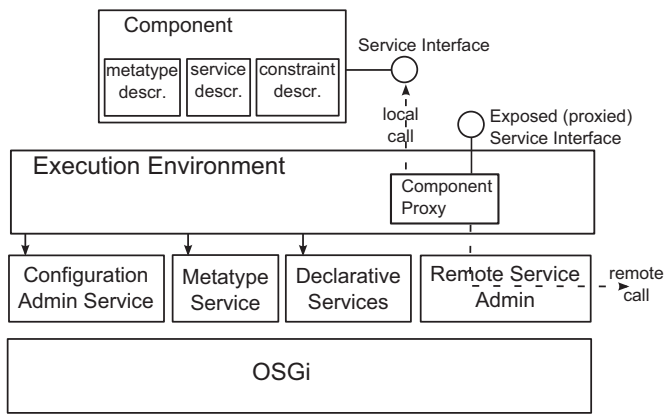 Component
metatype
descr.
service
descr.
constraint
descr.
Service Interface
local
call
Exposed (proxied)
Service Interface
Execution Environment
Component
Proxy
Configuration
Admin Service
Metatype
Service
Declarative
Services
Remote Service
Admin
remote
call
OSGi